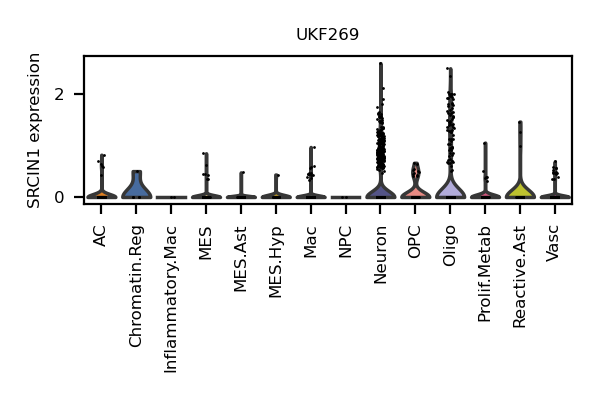 UKF269
SRCIN1 expression
2
0
AC
Chromatin.Reg
Inflammatory.Mac
MES
MES.Ast
MES.Hyp
Mac
NPC
Neuron
OPC
Oligo
Prolif.Metab
Reactive.Ast
Vasc